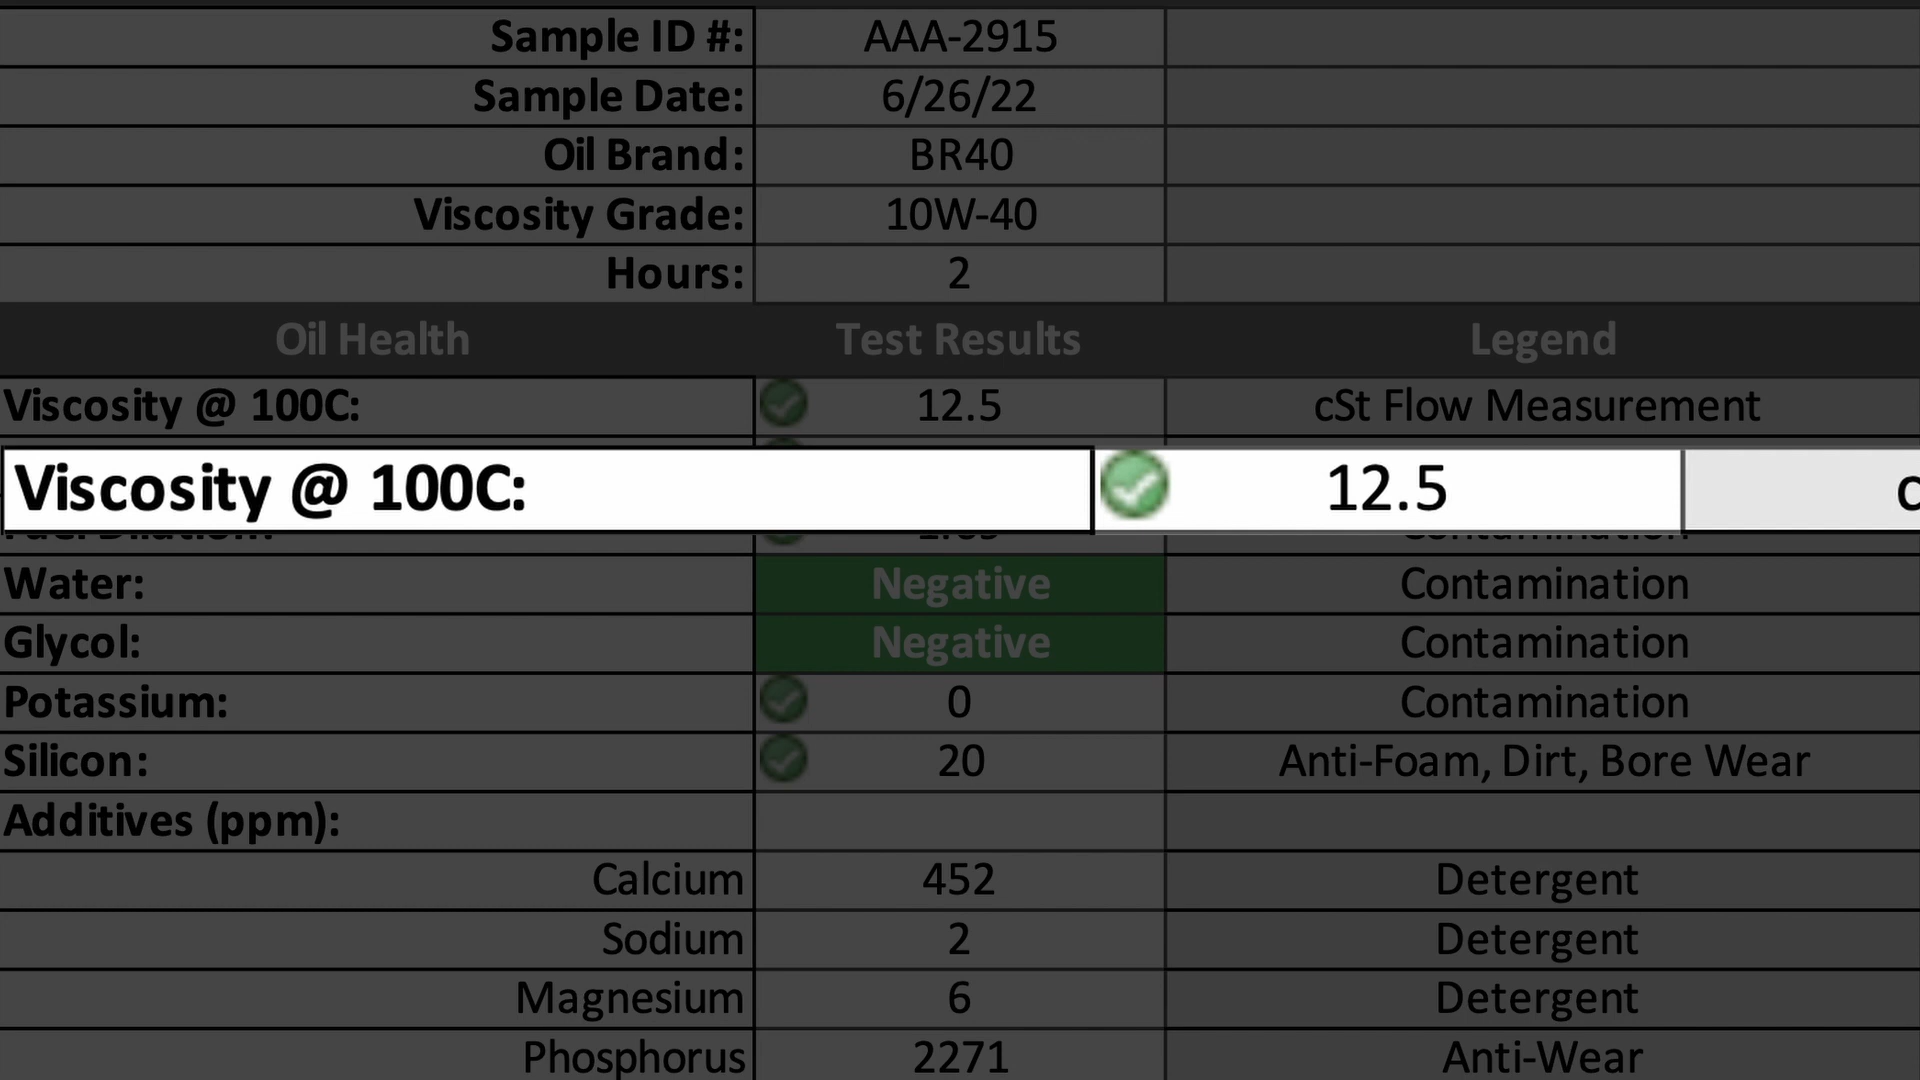 Sample ID #: AAA-2915
Sample Date: 6/26/22
Oil Brand: BR40
Viscosity Grade: 10W-40
Hours: 2
Oil Health Test Results Legend
Viscosity @ 100C: 12.5 cSt Flow Measurement
Viscosity @ 100C: 12.5 c
Fuel Dilution: Contamination
Water: Negative Contamination
Glycol: Negative Contamination
Potassium: 0 Contamination
Silicon: 20 Anti-Foam, Dirt, Bore Wear
Additives (ppm):
Calcium 452 Detergent
Sodium 2 Detergent
Magnesium 6 Detergent
Phosphorus 2271 Anti-Wear